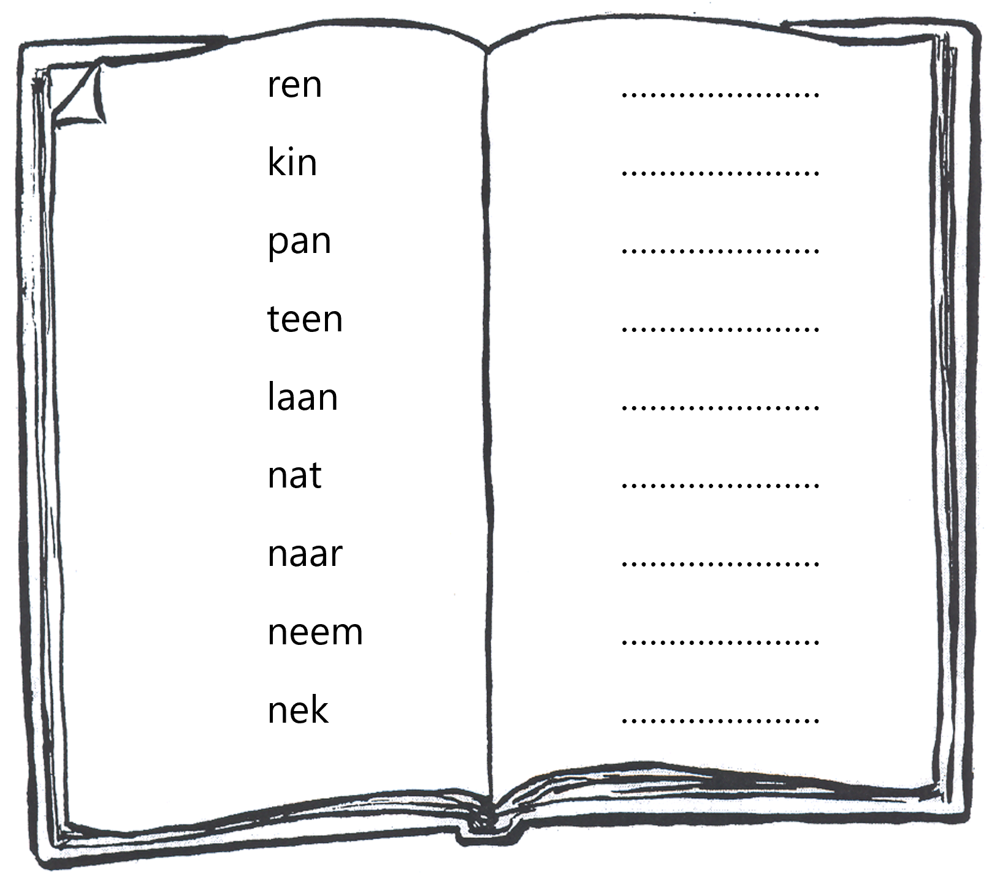 ren .....................
kin .....................
pan .....................
teen .....................
laan .....................
nat .....................
naar .....................
neem .....................
nek .....................